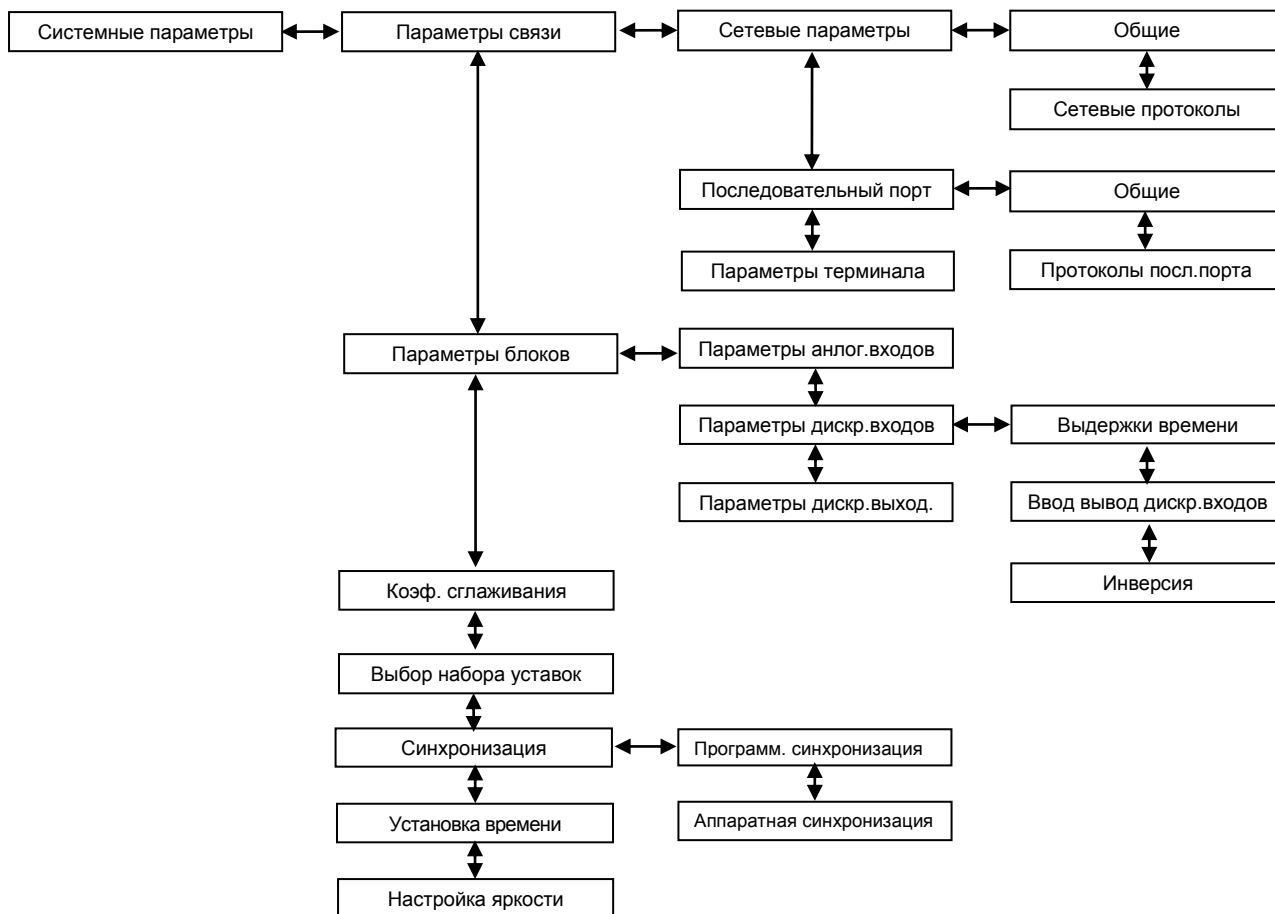 Системные параметры
Параметры связи
Сетевые параметры
Общие
Сетевые протоколы
Последовательный порт
Общие
Параметры терминала
Протоколы посл.порта
Параметры блоков
Параметры анлог.входов
Параметры дискр.входов
Выдержки времени
Параметры дискр.выход.
Ввод вывод дискр.входов
Инверсия
Коэф. сглаживания
Выбор набора уставок
Синхронизация
Программ. синхронизация
Установка времени
Аппаратная синхронизация
Настройка яркости